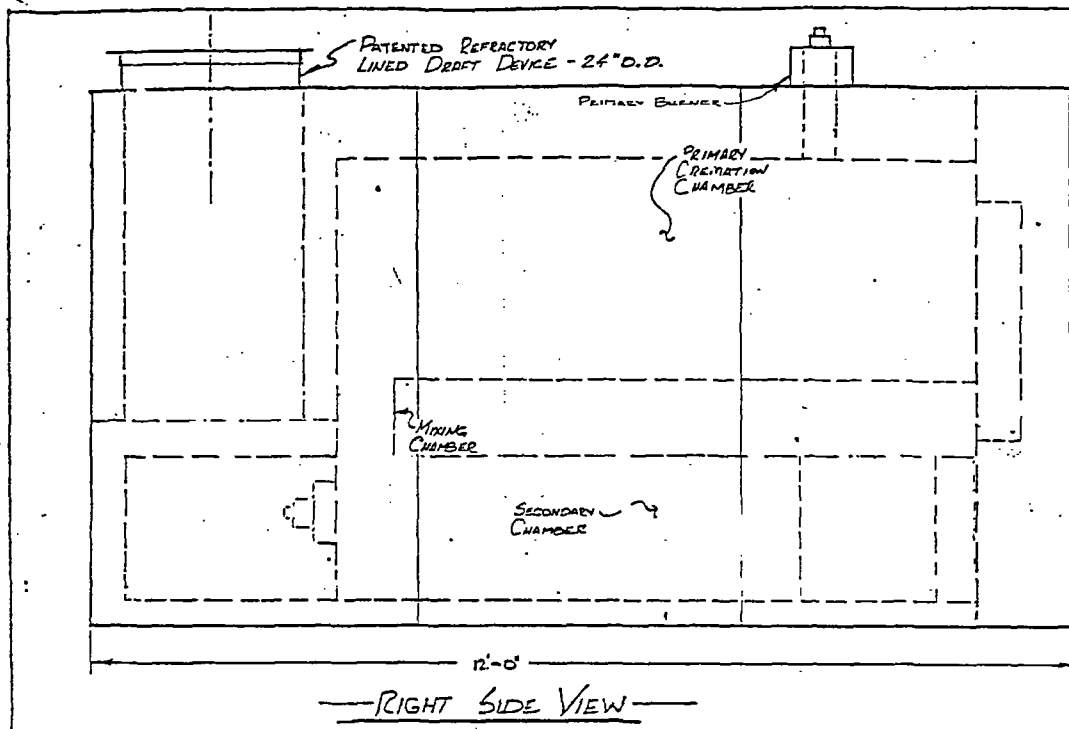 PATENTED REFRACTORY
LINED DRAFT DEVICE - 24" O.D.
PRIMARY BURNER
PRIMARY
CREMATION
CHAMBER
MIXING
CHAMBER
SECONDARY
CHAMBER
12'-0"
RIGHT SIDE VIEW